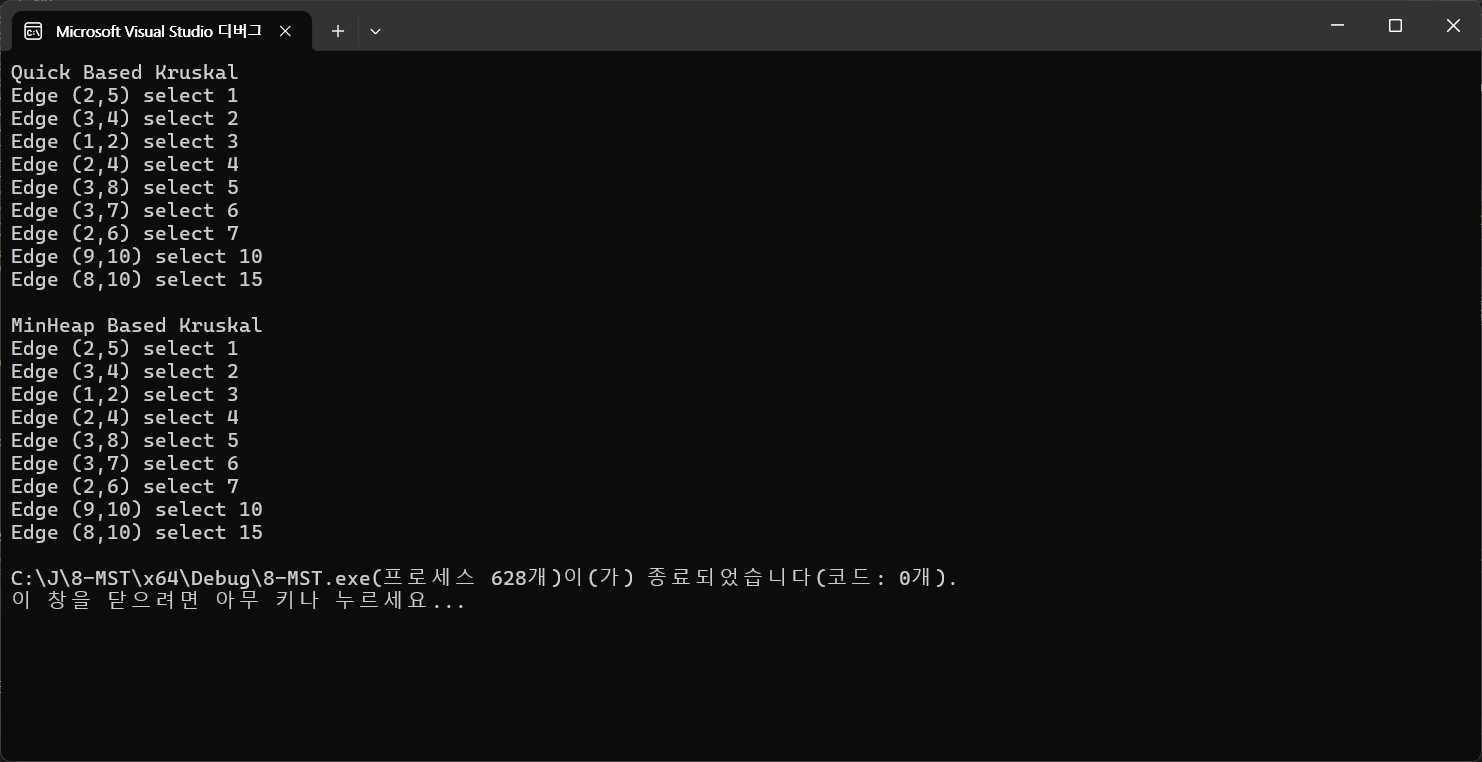 Microsoft Visual Studio 디버그
Quick Based Kruskal
Edge (2,5) select 1
Edge (3,4) select 2
Edge (1,2) select 3
Edge (2,4) select 4
Edge (3,8) select 5
Edge (3,7) select 6
Edge (2,6) select 7
Edge (9,10) select 10
Edge (8,10) select 15
MinHeap Based Kruskal
Edge (2,5) select 1
Edge (3,4) select 2
Edge (1,2) select 3
Edge (2,4) select 4
Edge (3,8) select 5
Edge (3,7) select 6
Edge (2,6) select 7
Edge (9,10) select 10
Edge (8,10) select 15
C:\J\8-MST\x64\Debug\8-MST.exe(프로세스 628개)이(가) 종료되었습니다(코드: 0개).
이 창을 닫으려면 아무 키나 누르세요...